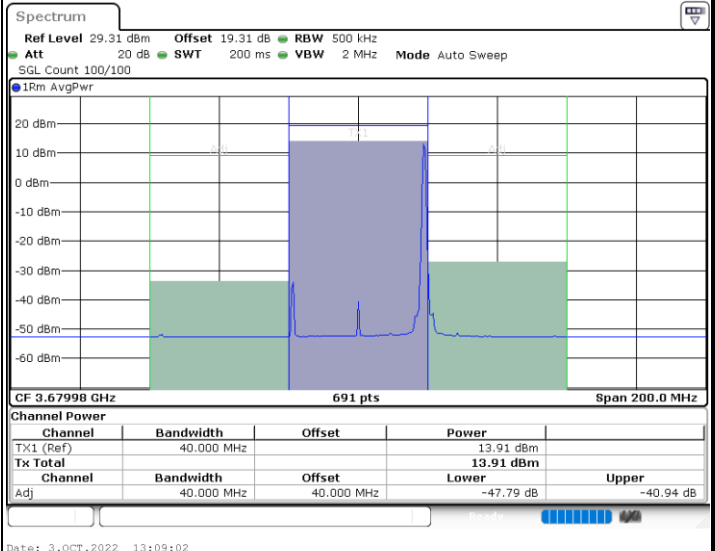 Spectrum
Ref Level 29.31 dBm Offset 19.31 dB RBW 500 kHz
Att 20 dB SWT 200 ms VBW 2 MHz Mode Auto Sweep
SGL Count 100/100
1Rm AvgPwr
20 dBm
TX1
10 dBm
Adj
Adj
0 dBm
-10 dBm
-20 dBm
-30 dBm
-40 dBm
-50 dBm
-60 dBm
CF 3.67998 GHz 691 pts Span 200.0 MHz
Channel Power
Channel Bandwidth Offset Power
TX1 (Ref) 40.000 MHz 13.91 dBm
Tx Total 13.91 dBm
Channel Bandwidth Offset Lower Upper
Adj 40.000 MHz 40.000 MHz -47.79 dB -40.94 dB
Ready
Date: 3.OCT.2022 13:09:02